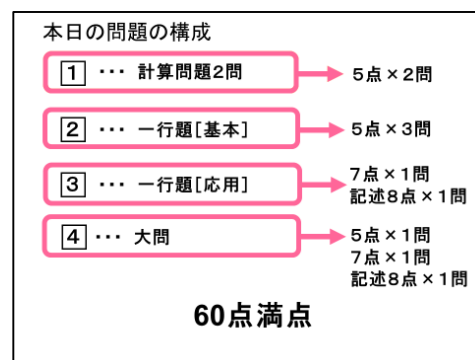 本日の問題の構成
1 ・・・ 計算問題2問
5点×2問
2 ・・・ 一行題[基本]
5点×3問
3 ・・・ 一行題[応用]
7点×1問
記述8点×1問
4 ・・・ 大問
5点×1問
7点×1問
記述8点×1問
60点満点